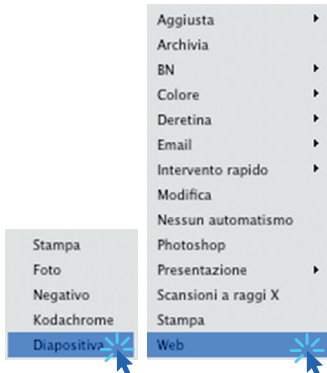 Stampa
Foto
Negativo
Kodachrome
Diapositiva
Aggiusta
Archivia
BN
Colore
Deretina
Email
Intervento rapido
Modifica
Nessun automatismo
Photoshop
Presentazione
Scansioni a raggi X
Stampa
Web